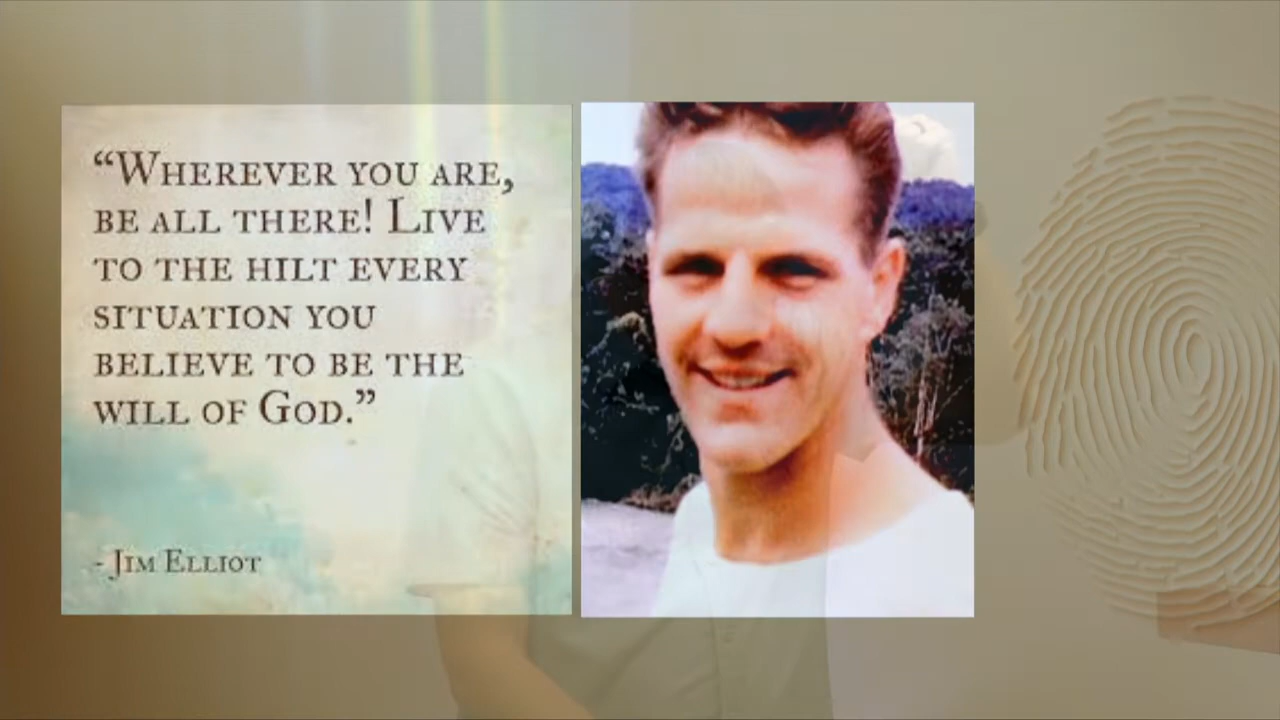 “Wherever you are,
be all there! Live
to the hilt every
situation you
believe to be the
will of God.”
- Jim Elliot